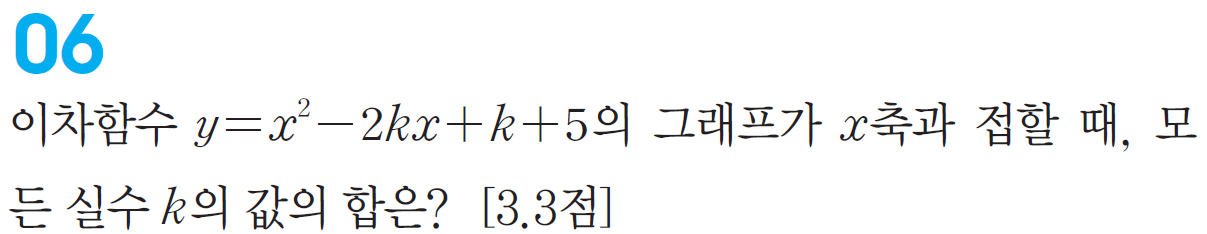 06
이차함수 y=x²-2kx+k+5의 그래프가 x축과 접할 때, 모
든 실수 k의 값의 합은? [3.3점]